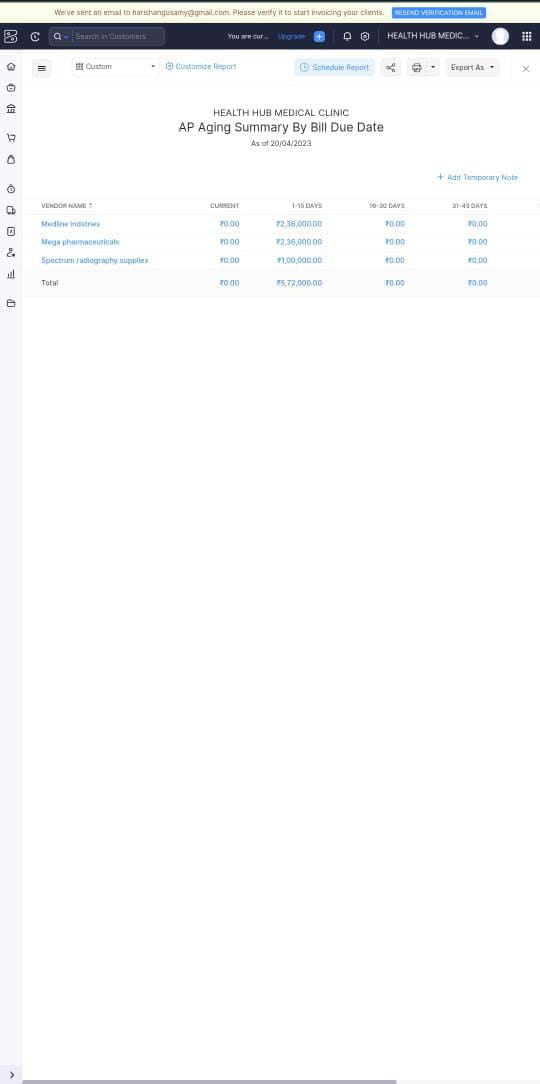 We've sent an email to harishangusamy@gmail.com. Please verify it to start invoicing your clients. RESEND VERIFICATION EMAIL
Search in Customers You are cur... Upgrade HEALTH HUB MEDIC...
Custom Customize Report Schedule Report Export As
HEALTH HUB MEDICAL CLINIC
AP Aging Summary By Bill Due Date
As of 20/04/2023
+ Add Temporary Note
VENDOR NAME CURRENT 1-15 DAYS 16-30 DAYS 31-45 DAYS
Medline indstries ₹0.00 ₹2,36,000.00 ₹0.00 ₹0.00
Mega pharmaceuticals ₹0.00 ₹2,36,000.00 ₹0.00 ₹0.00
Spectrum radiography supplies ₹0.00 ₹1,00,000.00 ₹0.00 ₹0.00
Total ₹0.00 ₹5,72,000.00 ₹0.00 ₹0.00